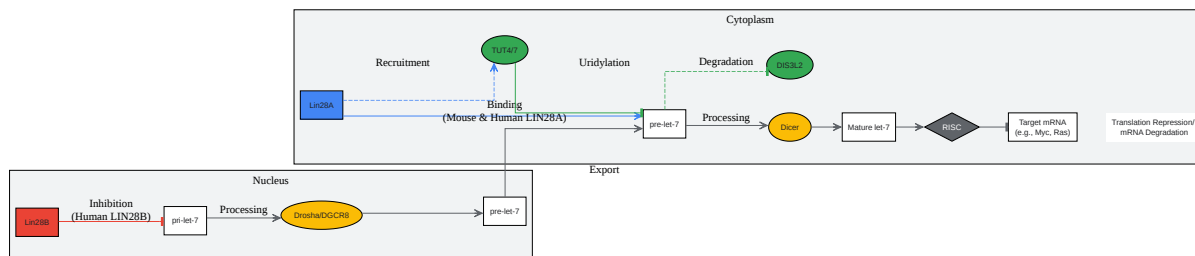 Cytoplasm
TUT4/7
Recruitment
Uridylation
Degradation
DIS3L2
Lin28A
Binding
(Mouse & Human LIN28A)
pre-let-7
Processing
Dicer
Mature let-7
RISC
Target mRNA
(e.g., Myc, Ras)
Translation Repression/
mRNA Degradation
Export
Nucleus
Lin28B
Inhibition
(Human LIN28B)
pri-let-7
Processing
Drosha/DGCR8
pre-let-7